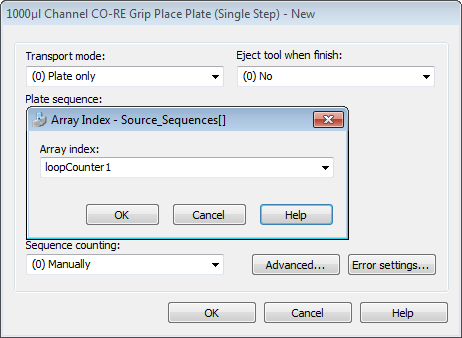 1000µl Channel CO-RE Grip Place Plate (Single Step) - New
Transport mode:
Eject tool when finish:
(0) Plate only
(0) No
Plate sequence:
Array Index - Source_Sequences[]
Array index:
loopCounter1
OK
Cancel
Help
Sequence counting:
(0) Manually
Advanced...
Error settings...
OK
Cancel
Help